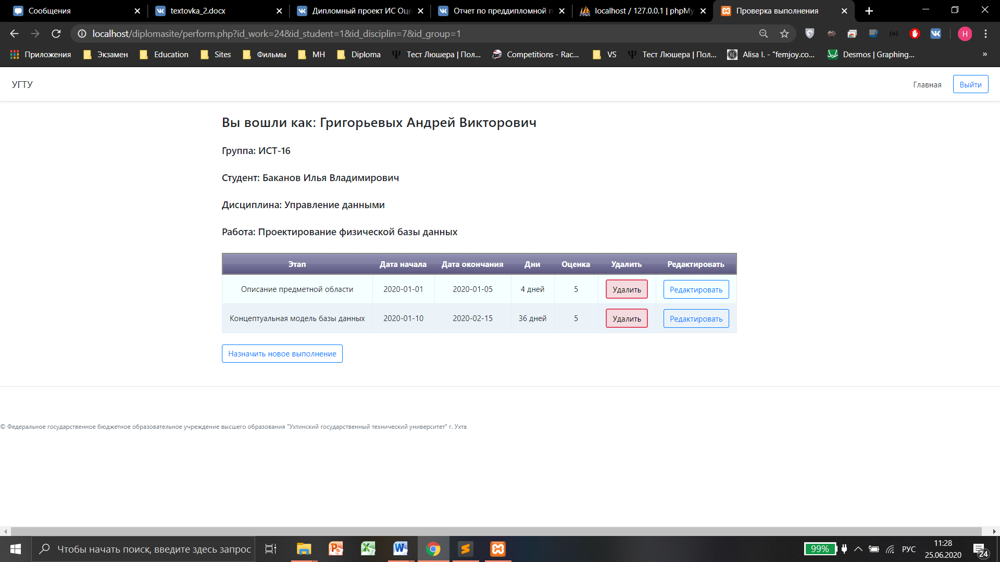 Сообщения
textovka_2.docx
Дипломный проект ИС Оце
Отчет по преддипломной п
localhost / 127.0.0.1 | phpMy
Проверка выполнения
localhost/diplomasite/perform.php?id_work=24&id_student=1&id_disciplin=7&id_group=1
Н
Приложения
Экзамен
Education
Sites
Фильмы
МН
Diploma
Тест Люшера | Пол...
Competitions - Rac...
VS
Тест Люшера | Пол...
Alisa I. - "femjoy.co...
Desmos | Graphing...
»
УГТУ
Главная
Выйти
Вы вошли как: Григорьевых Андрей Викторович
Группа: ИСТ-16
Студент: Баканов Илья Владимирович
Дисциплина: Управление данными
Работа: Проектирование физической базы данных
Этап Дата начала Дата окончания Дни Оценка Удалить Редактировать
Описание предметной области 2020-01-01 2020-01-05 4 дней 5 Удалить Редактировать
Концептуальная модель базы данных 2020-01-10 2020-02-15 36 дней 5 Удалить Редактировать
Назначить новое выполнение
© Федеральное государственное бюджетное образовательное учреждение высшего образования "Ухтинский государственный технический университет" г. Ухта
Чтобы начать поиск, введите здесь запрос
99%
РУС
11:28
25.06.2020
24